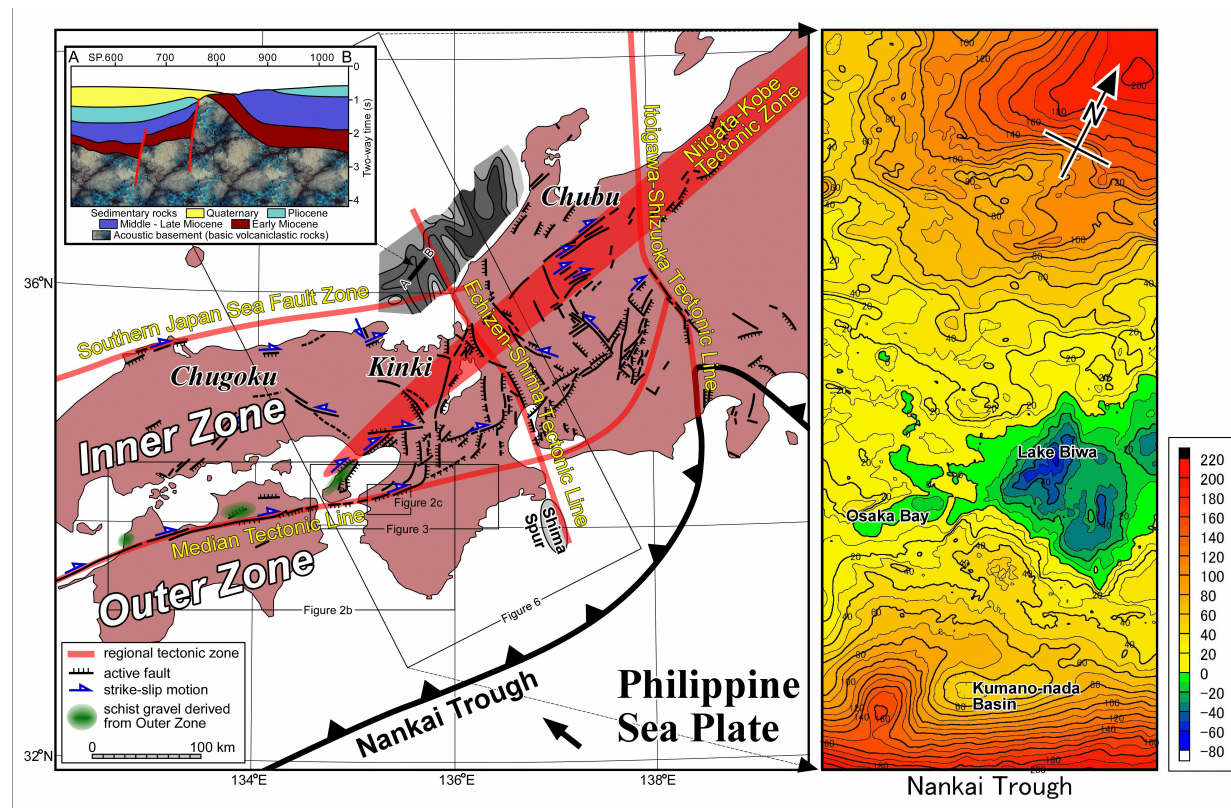 A SP.600 700 800 900 1000 B
0
1
2
3
4
Two-way time (s)
Sedimentary rocks Quaternary Pliocene
Middle - Late Miocene Early Miocene
Acoustic basement (basic volcaniclastic rocks)
A
B
Niigata-Kobe
Tectonic Zone
Itoigawa-Shizuoka Tectonic Line
Chubu
36°N
Southern Japan Sea Fault Zone
Echizen-Shima Tectonic Line
Kinki
Chugoku
Inner Zone
Figure 2c
Figure 3
Median Tectonic Line
Shima
Spur
Outer Zone
Figure 2b
Figure 6
regional tectonic zone
active fault
strike-slip motion
schist gravel derived
from Outer Zone
0 100 km
Nankai Trough
Philippine
Sea Plate
32°N
134°E 136°E 138°E
N
Lake Biwa
Osaka Bay
Kumano-nada
Basin
Nankai Trough
220
200
180
160
140
120
100
80
60
40
20
0
−20
−40
−60
−80